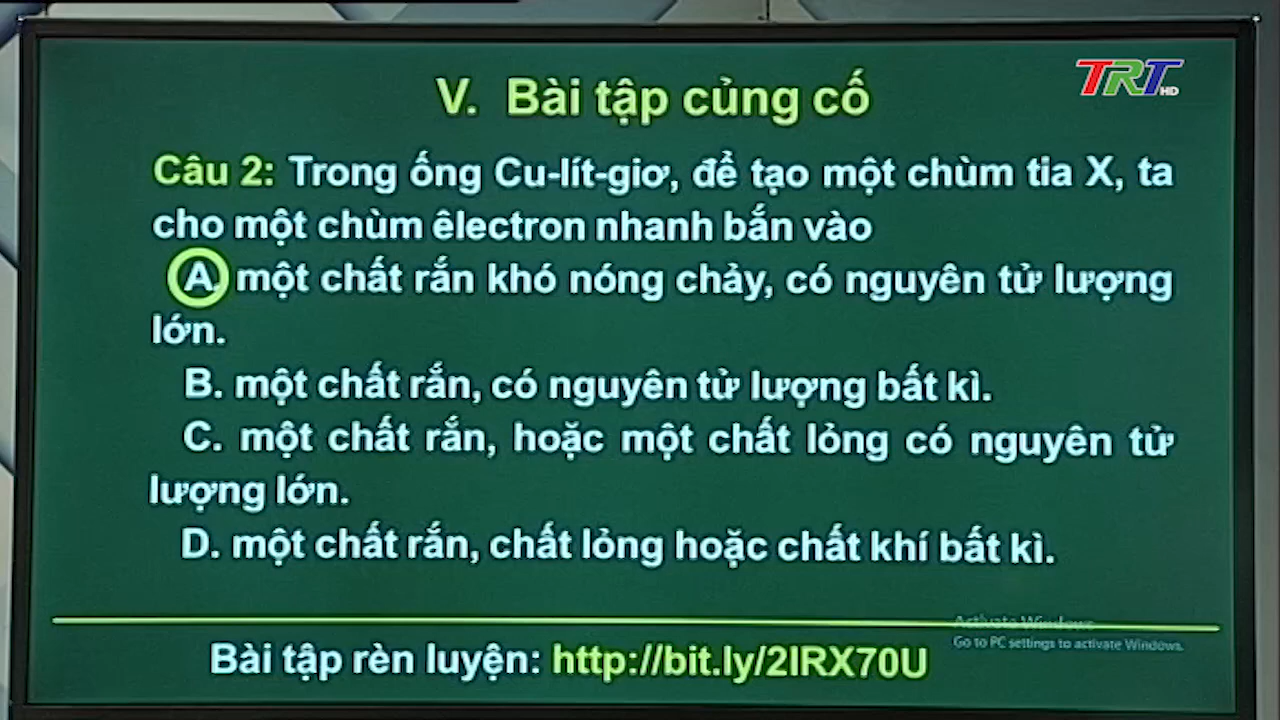 V. Bài tập củng cố
TRT HD
Câu 2: Trong ống Cu-lít-giơ, để tạo một chùm tia X, ta
cho một chùm êlectron nhanh bắn vào
A. một chất rắn khó nóng chảy, có nguyên tử lượng
lớn.
B. một chất rắn, có nguyên tử lượng bất kì.
C. một chất rắn, hoặc một chất lỏng có nguyên tử
lượng lớn.
D. một chất rắn, chất lỏng hoặc chất khí bất kì.
Activate Windows
Go to PC settings to activate Windows.
Bài tập rèn luyện: http://bit.ly/2IRX70U